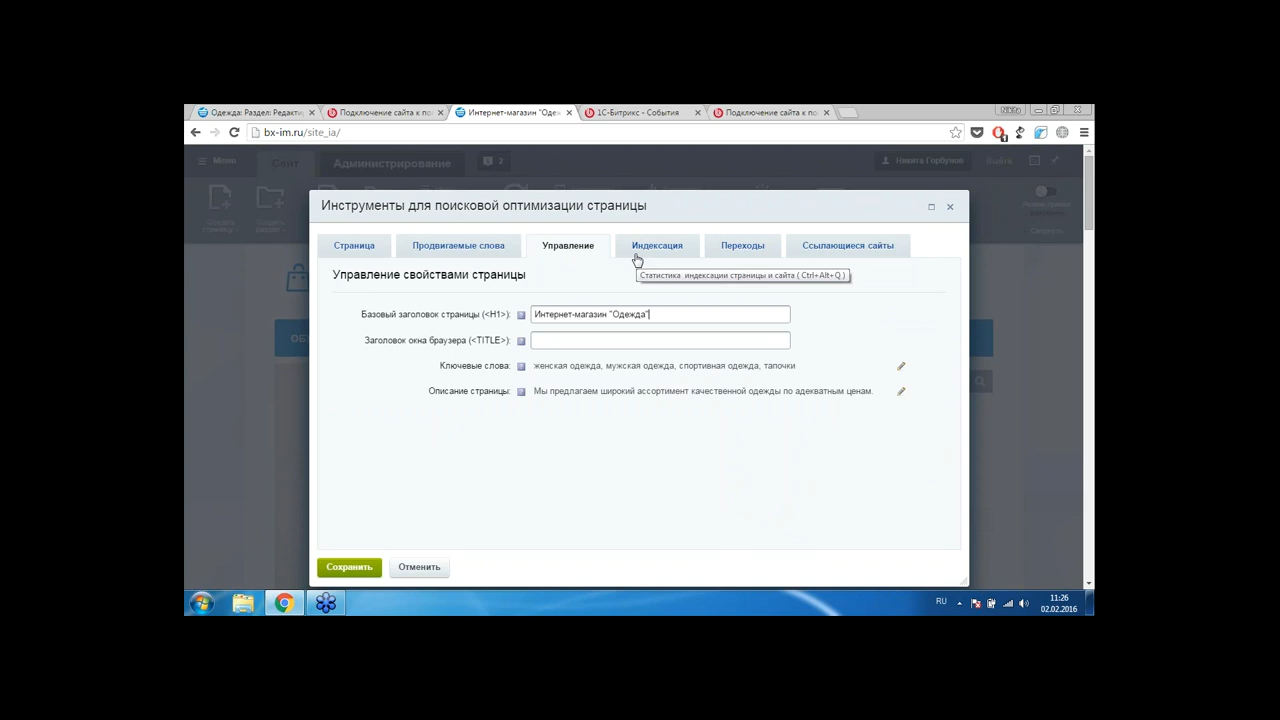 Одежда: Раздел: Редакти
Подключение сайта к по
Интернет-магазин "Одеж
1С-Битрикс - События
Подключение сайта к по
Nikita
bx-im.ru/site_ia/
Меню
Сайт
Администрирование
2
Никита Горбунов
Выйти
Инструменты для поисковой оптимизации страницы
Страница
Продвигаемые слова
Управление
Индексация
Переходы
Ссылающиеся сайты
Управление свойствами страницы
Статистика индексации страницы и сайта ( Ctrl+Alt+Q )
Базовый заголовок страницы (<H1>):
Интернет-магазин "Одежда"
Заголовок окна браузера (<TITLE>):
Ключевые слова:
женская одежда, мужская одежда, спортивная одежда, тапочки
Описание страницы:
Мы предлагаем широкий ассортимент качественной одежды по адекватным ценам.
Сохранить
Отменить
RU
11:26
02.02.2016